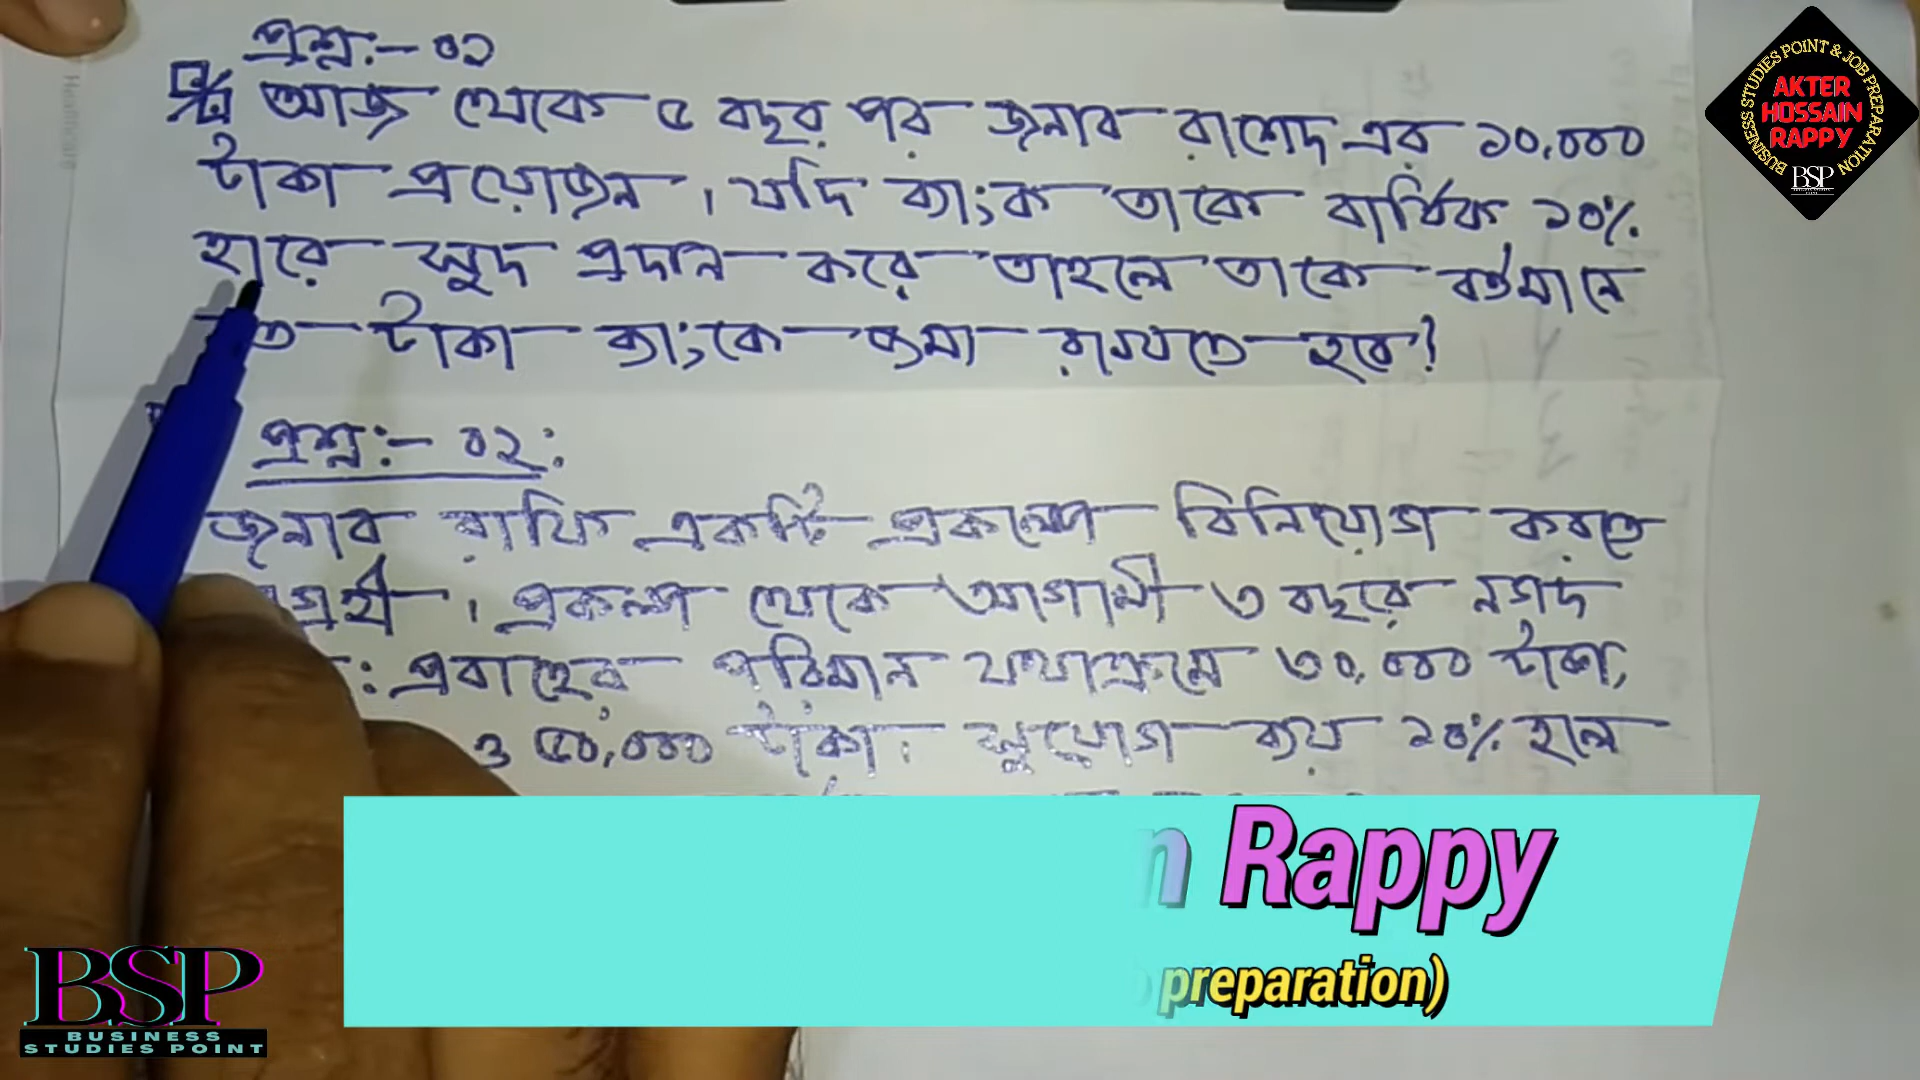 প্রশ্ন:- ০১
আজ থেকে ৫ বছর পর জনাব রাশেদ এর ১০,০০০
টাকা প্রয়োজন। যদি ব্যাংক তাকে বার্ষিক ১০%
হারে সুদ প্রদান করে তাহলে তাকে বর্তমানে
টাকা ব্যাংকে জমা রাখতে হবে?
প্রশ্ন:- ০২:
জনাব রাফি একটি প্রকল্পে বিনিয়োগ করতে
গ্রহী। প্রকল্প থেকে আগামী ৩ বছরে নগদ
: প্রবাহের পরিমান যথাক্রমে ৩০,০০০ টাকা,
ও ৫০,০০০ টাকা। সুযোগ ব্যয় ১০% হলে
n Rappy
preparation)
BUSINESS STUDIES POINT & JOB PREPARATION
AKTER
HOSSAIN
RAPPY
BSP
BSP
BUSINESS
STUDIES POINT